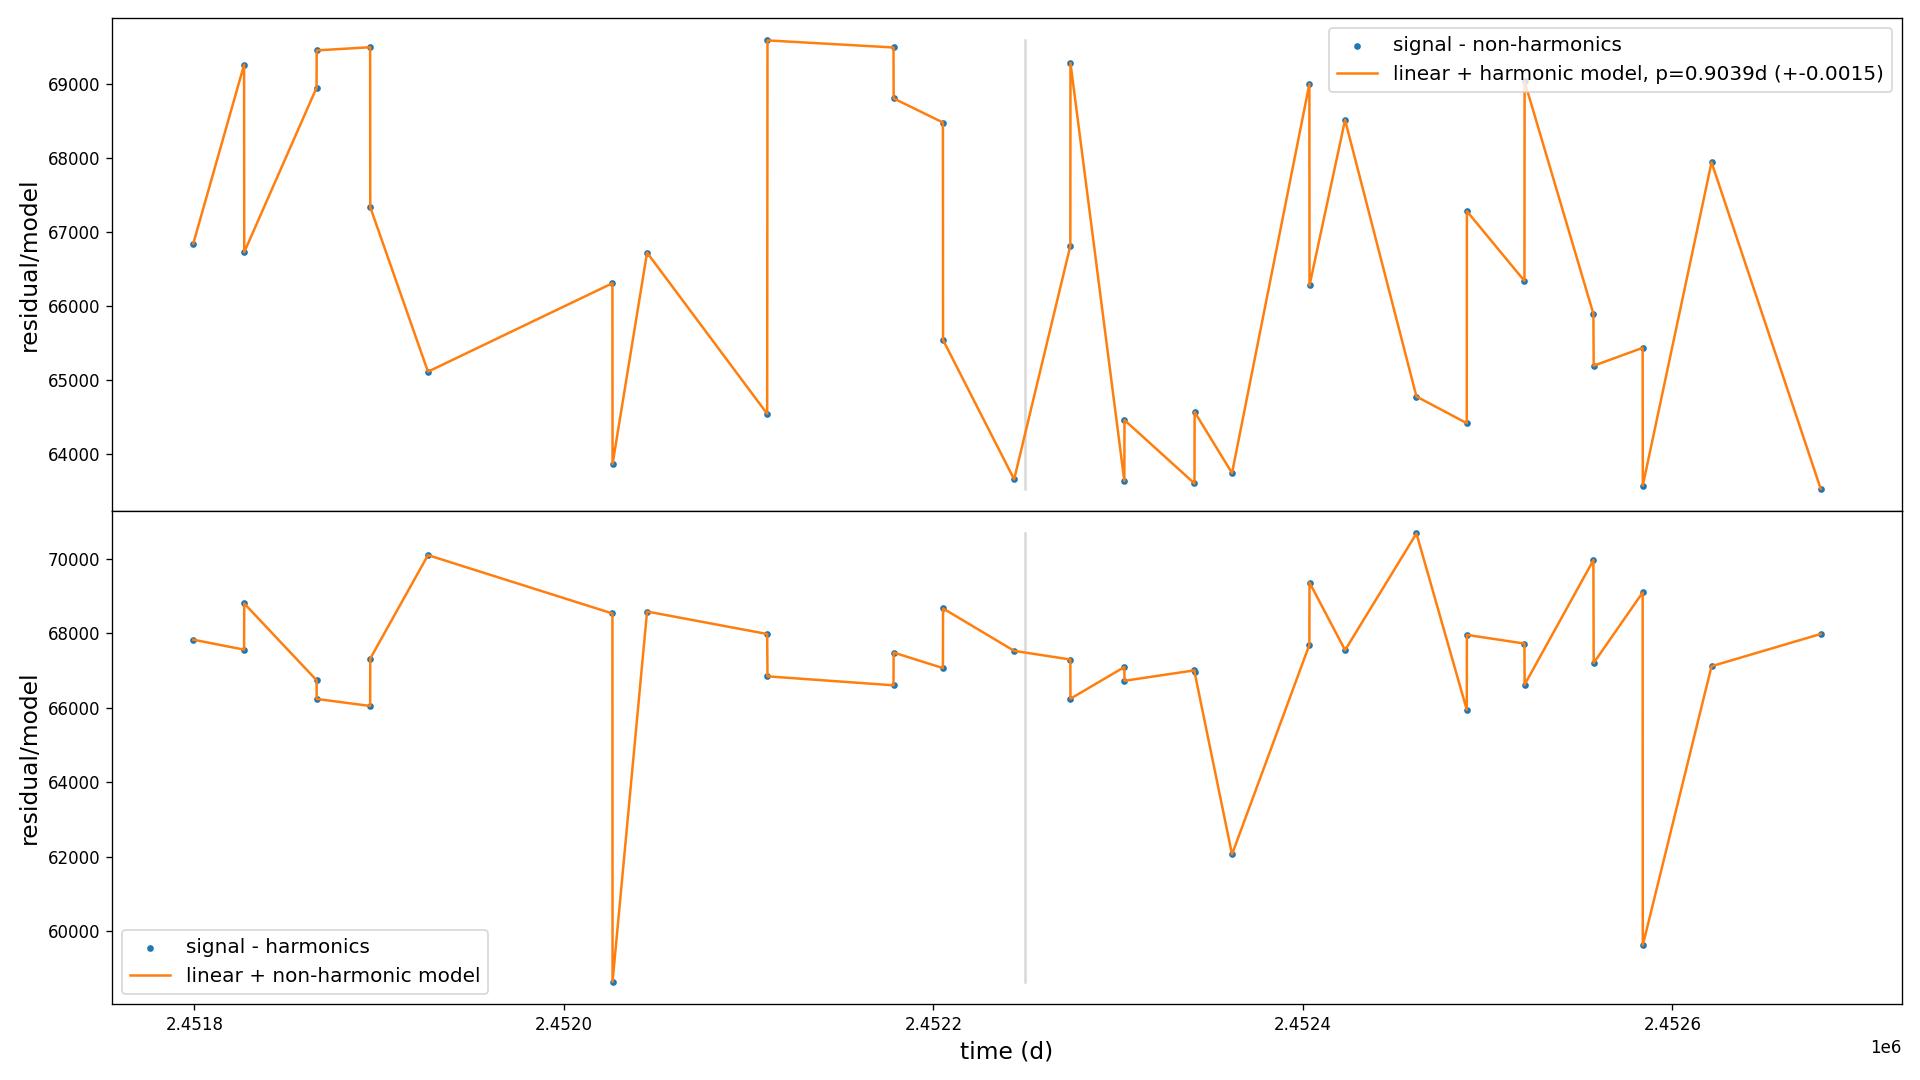 signal - non-harmonics
linear + harmonic model, p=0.9039d (+-0.0015)
69000
68000
67000
66000
65000
64000
residual/model
70000
68000
66000
64000
62000
60000
residual/model
signal - harmonics
linear + non-harmonic model
2.4518 2.4520 2.4522 2.4524 2.4526
1e6
time (d)